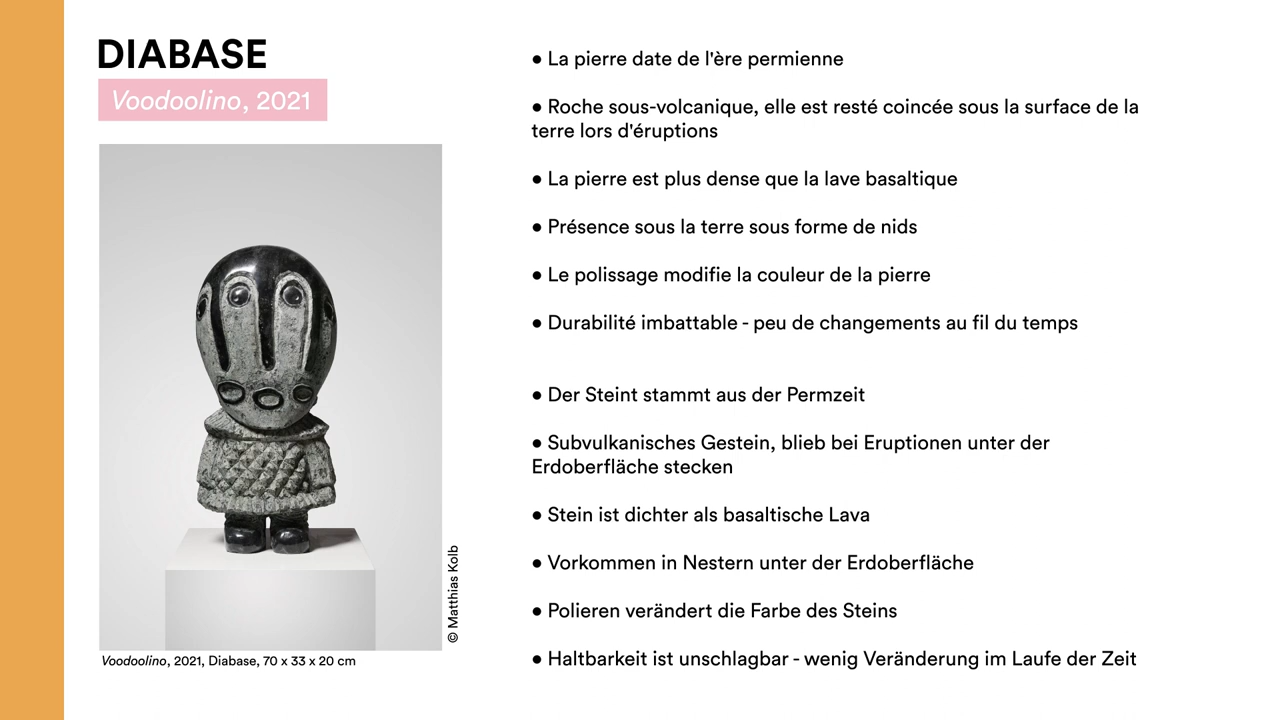 DIABASE
Voodoolino, 2021
© Matthias Kolb
Voodoolino, 2021, Diabase, 70 x 33 x 20 cm
● La pierre date de l'ère permienne
● Roche sous-volcanique, elle est resté coincée sous la surface de la
terre lors d'éruptions
● La pierre est plus dense que la lave basaltique
● Présence sous la terre sous forme de nids
● Le polissage modifie la couleur de la pierre
● Durabilité imbattable - peu de changements au fil du temps
● Der Steint stammt aus der Permzeit
● Subvulkanisches Gestein, blieb bei Eruptionen unter der
Erdoberfläche stecken
● Stein ist dichter als basaltische Lava
● Vorkommen in Nestern unter der Erdoberfläche
● Polieren verändert die Farbe des Steins
● Haltbarkeit ist unschlagbar - wenig Veränderung im Laufe der Zeit